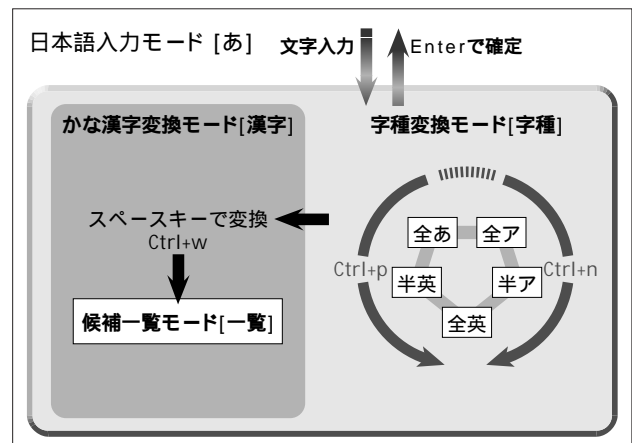 日本語入力モード [あ]
文字入力
Enterで確定
かな漢字変換モード[漢字]
字種変換モード[字種]
スペースキーで変換
Ctrl+w
候補一覧モード[一覧]
全あ
全ア
Ctrl+p
半英
半ア
Ctrl+n
全英